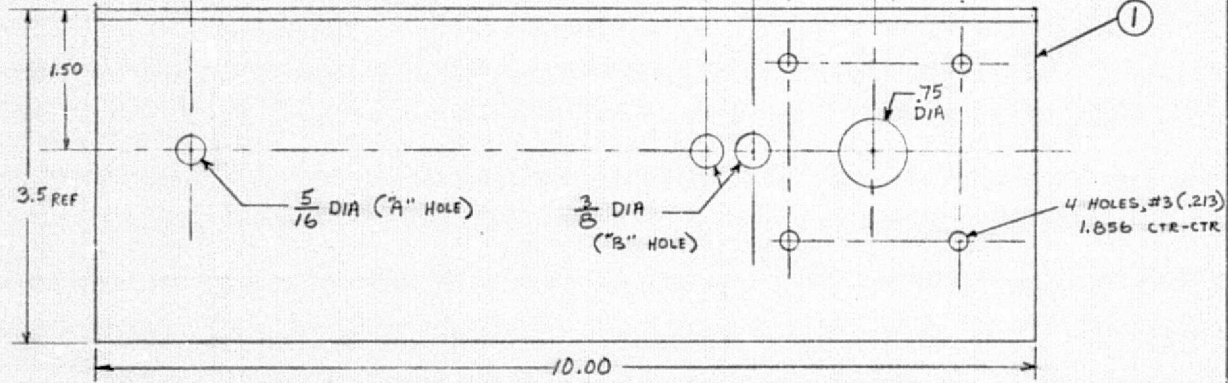 1
1.50
.75
DIA
3.5 REF
5/16 DIA ("A" HOLE)
3/8 DIA
("B" HOLE)
4 HOLES, #3 (.213)
1.856 CTR-CTR
10.00